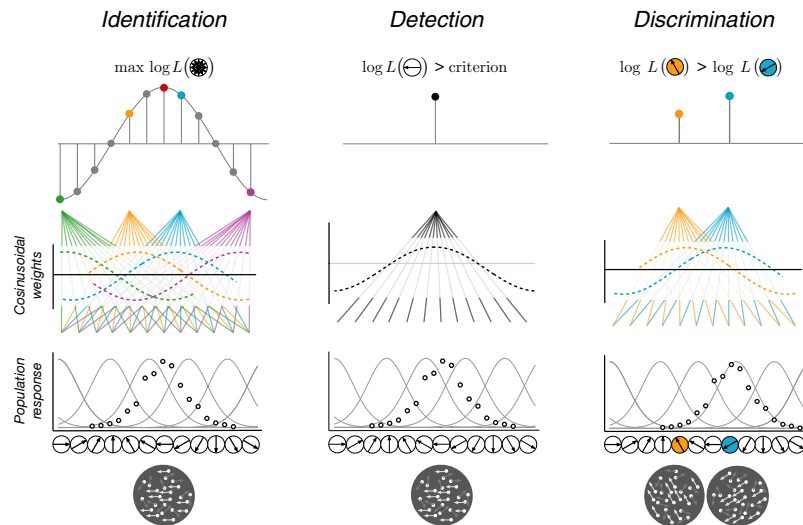 Identification
Detection
Discrimination
max log L( )
log L( ) > criterion
log L( ) > log L( )
Cosinusoidal
weights
Population
response